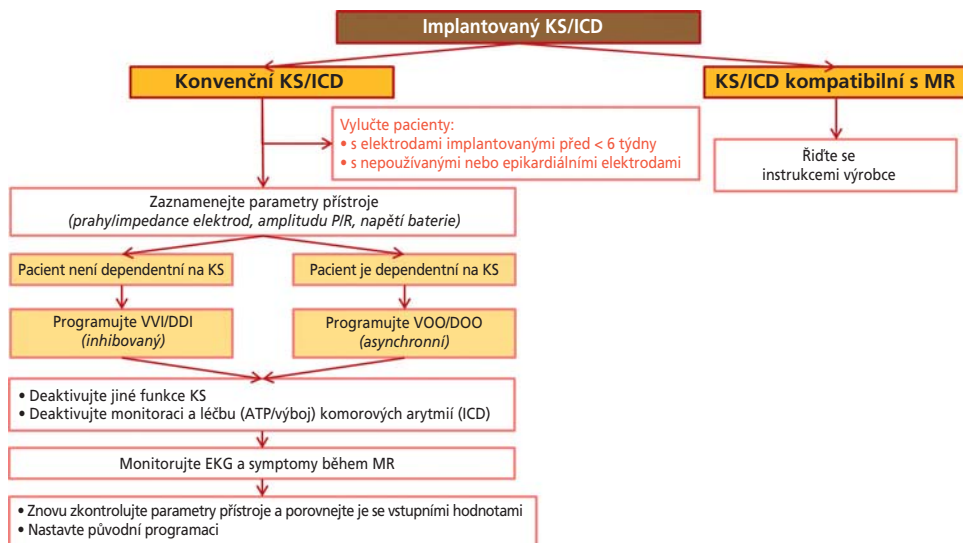 Implantovaný KS/ICD
Konvenční KS/ICD
KS/ICD kompatibilní s MR
Vylučte pacienty:
• s elektrodami implantovanými před < 6 týdny
• s nepoužívanými nebo epikardiálními elektrodami
Řiďte se
instrukcemi výrobce
Zaznamenejte parametry přístroje
(prahy/impedance elektrod, amplitudu P/R, napětí baterie)
Pacient není dependentní na KS
Pacient je dependentní na KS
Programujte VVI/DDI
(inhibovaný)
Programujte VOO/DOO
(asynchronní)
• Deaktivujte jiné funkce KS
• Deaktivujte monitoraci a léčbu (ATP/výboj) komorových arytmií (ICD)
Monitorujte EKG a symptomy během MR
• Znovu zkontrolujte parametry přístroje a porovnejte je se vstupními hodnotami
• Nastavte původní programaci